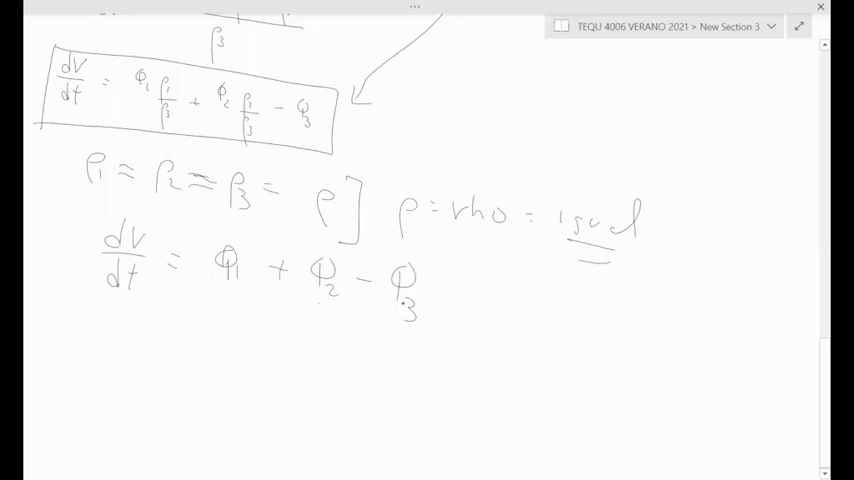 TEQU 4006 VERANO 2021 > New Section 3
ρ3
dV/dt = φ1 ρ1/ρ3 + φ2 ρ2/ρ3 - φ3
ρ1 ≈ ρ2 ≈ ρ3 = ρ ] ρ = rho = igual
dv/dt = φ1 + φ2 - φ3